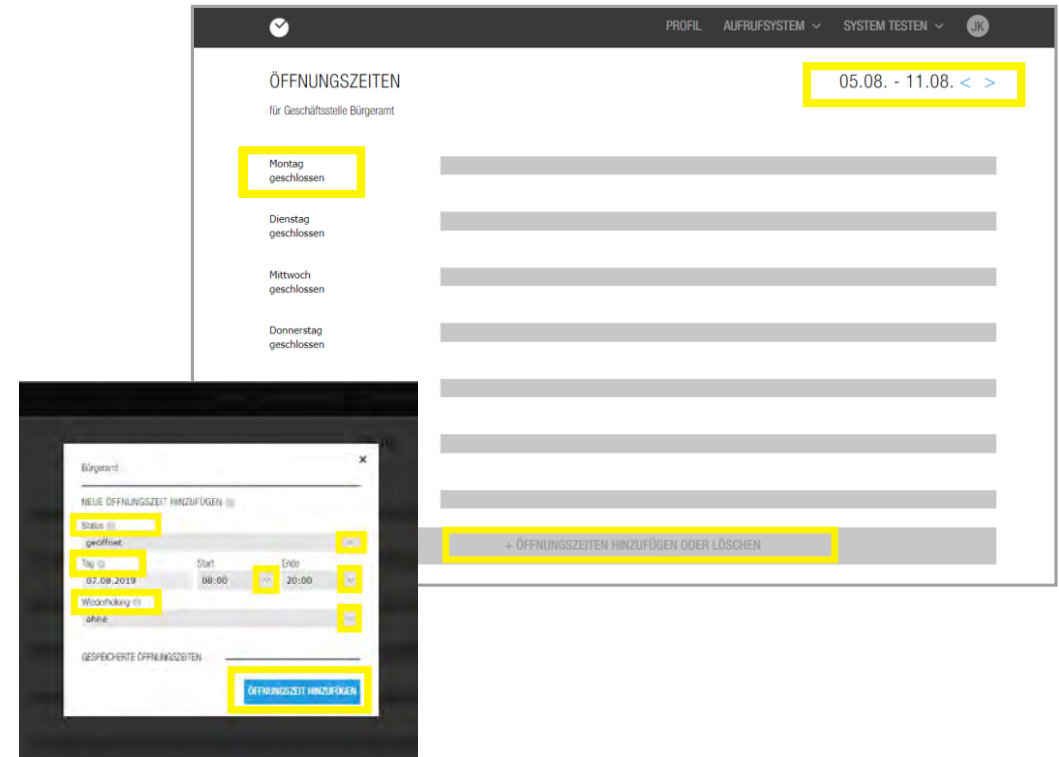 PROFIL AUFRUFSYSTEM SYSTEM TESTEN JK
ÖFFNUNGSZEITEN
05.08. - 11.08. < >
für Geschäftsstelle Bürgeramt
Montag
geschlossen
Dienstag
geschlossen
Mittwoch
geschlossen
Donnerstag
geschlossen
+ ÖFFNUNGSZEITEN HINZUFÜGEN ODER LÖSCHEN
Bürgeramt
×
NEUE ÖFFNUNGSZEIT HINZUFÜGEN
Status
geöffnet
Tag Start Ende
07.08.2019 08:00 20:00
Wiederholung
ohne
GESPEICHERTE ÖFFNUNGSZEITEN
ÖFFNUNGSZEIT HINZUFÜGEN